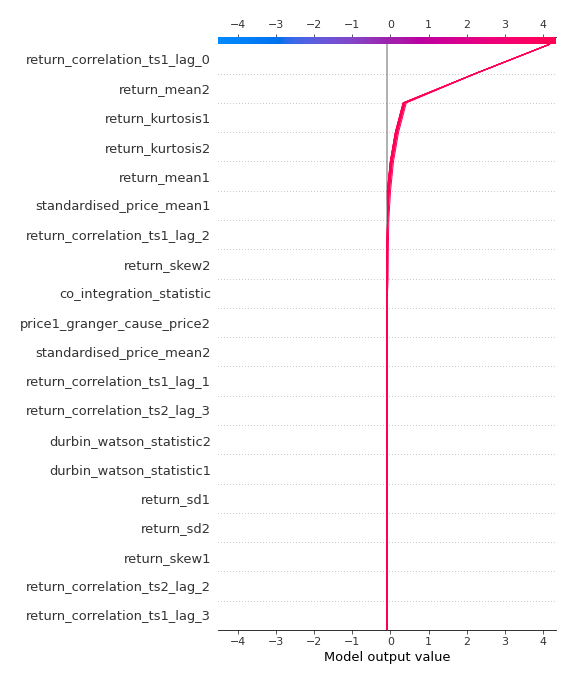 −4 −3 −2 −1 0 1 2 3 4
return_correlation_ts1_lag_0
return_mean2
return_kurtosis1
return_kurtosis2
return_mean1
standardised_price_mean1
return_correlation_ts1_lag_2
return_skew2
co_integration_statistic
price1_granger_cause_price2
standardised_price_mean2
return_correlation_ts1_lag_1
return_correlation_ts2_lag_3
durbin_watson_statistic2
durbin_watson_statistic1
return_sd1
return_sd2
return_skew1
return_correlation_ts2_lag_2
return_correlation_ts1_lag_3
−4 −3 −2 −1 0 1 2 3 4
Model output value